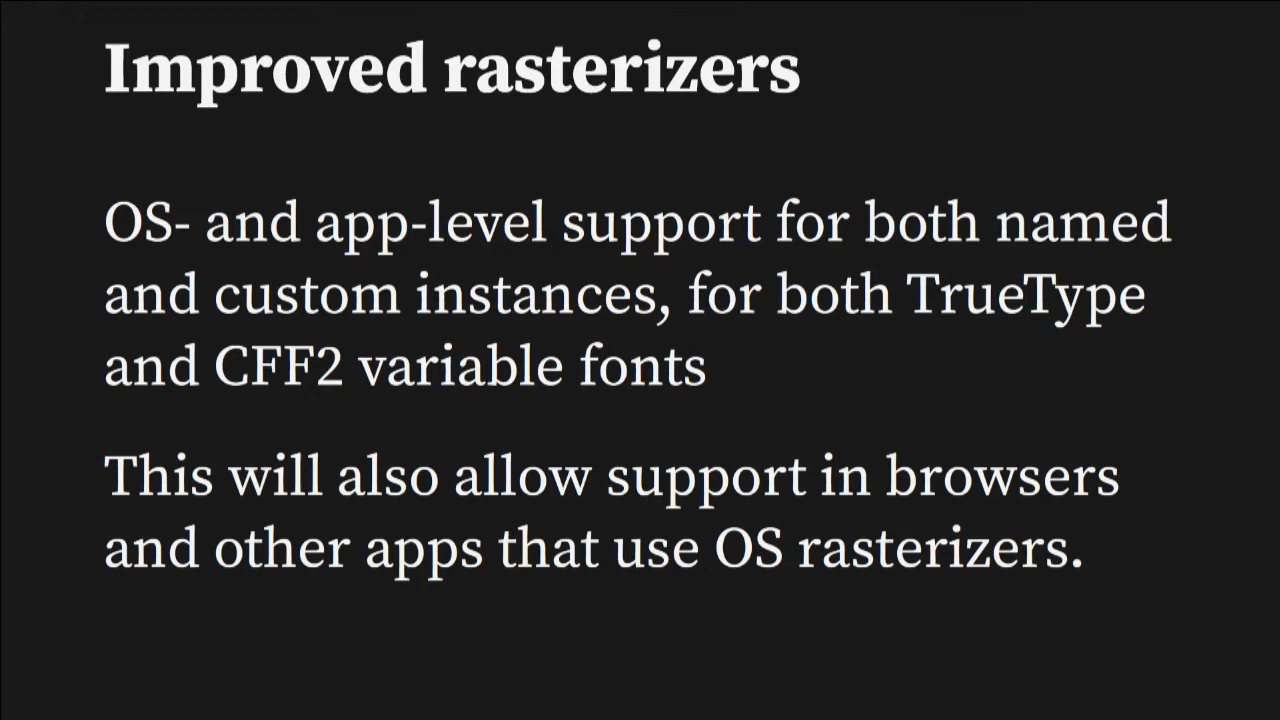 Improved rasterizers
OS- and app-level support for both named
and custom instances, for both TrueType
and CFF2 variable fonts
This will also allow support in browsers
and other apps that use OS rasterizers.